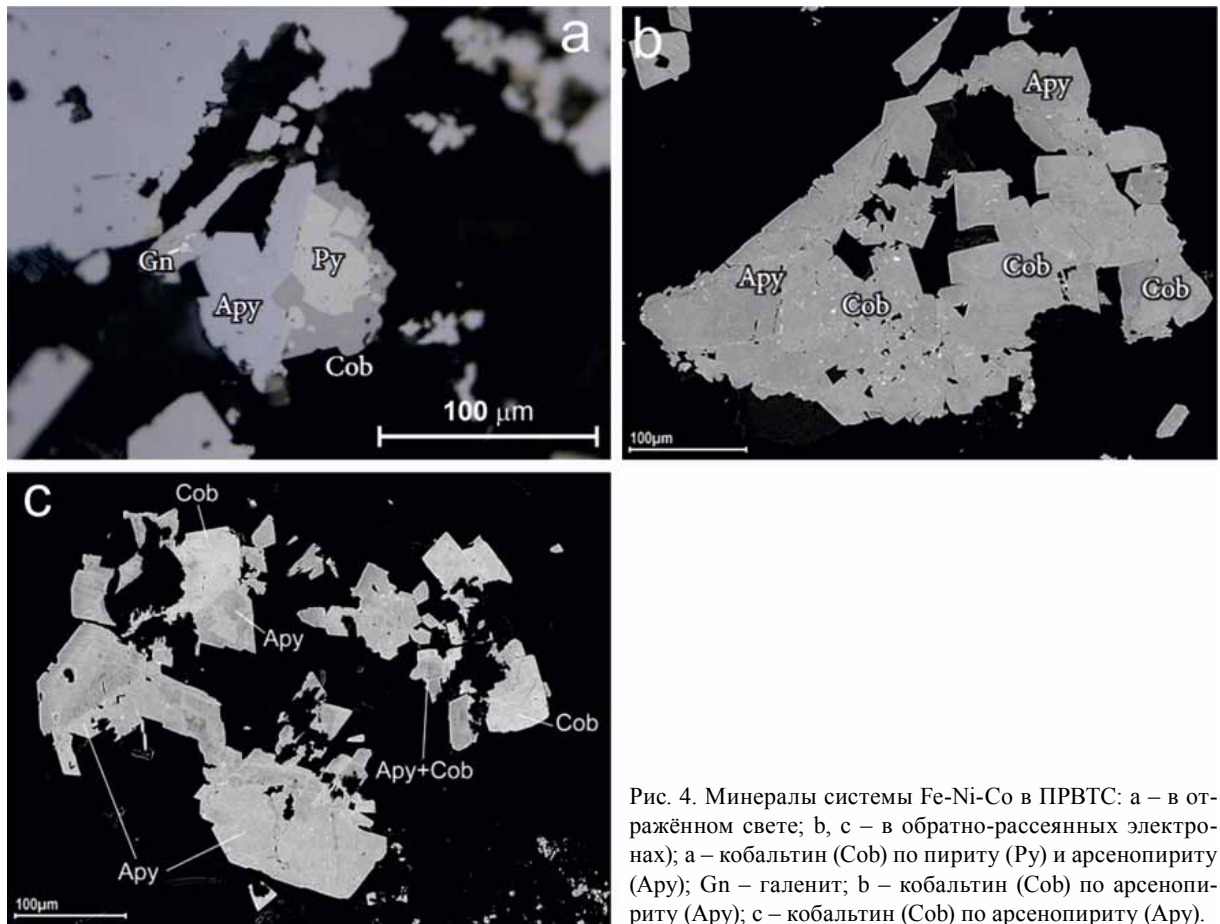 a
Gn
Apy
Py
Cob
100 µm
b
Apy
Apy
Cob
Cob
Cob
100µm
c
Cob
Apy
Cob
Apy+Cob
Apy
100µm
Рис. 4. Минералы системы Fe-Ni-Co в ПРВТС: a – в от-
ражённом свете; b, c – в обратно-рассеянных электро-
нах); a – кобальтин (Cob) по пириту (Py) и арсенопириту
(Apy); Gn – галенит; b – кобальтин (Cob) по арсенопи-
риту (Apy); c – кобальтин (Cob) по арсенопириту (Apy).